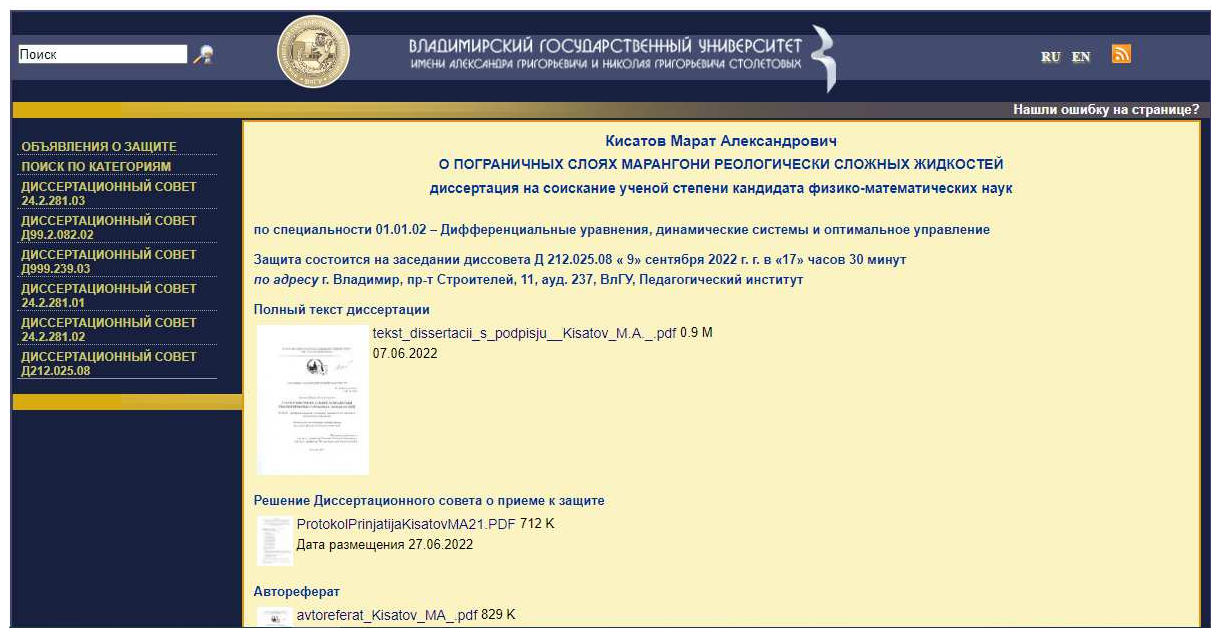 Поиск
ВЛАДИМИРСКИЙ ГОСУДАРСТВЕННЫЙ УНИВЕРСИТЕТ
ИМЕНИ АЛЕКСАНДРА ГРИГОРЬЕВИЧА И НИКОЛАЯ ГРИГОРЬЕВИЧА СТОЛЕТОВЫХ
RU EN
Нашли ошибку на странице?
ОБЪЯВЛЕНИЯ О ЗАЩИТЕ
ПОИСК ПО КАТЕГОРИЯМ
ДИССЕРТАЦИОННЫЙ СОВЕТ
24.2.281.03
ДИССЕРТАЦИОННЫЙ СОВЕТ
Д99.2.082.02
ДИССЕРТАЦИОННЫЙ СОВЕТ
Д999.239.03
ДИССЕРТАЦИОННЫЙ СОВЕТ
24.2.281.01
ДИССЕРТАЦИОННЫЙ СОВЕТ
24.2.281.02
ДИССЕРТАЦИОННЫЙ СОВЕТ
Д212.025.08
Кисатов Марат Александрович
О ПОГРАНИЧНЫХ СЛОЯХ МАРАНГОНИ РЕОЛОГИЧЕСКИ СЛОЖНЫХ ЖИДКОСТЕЙ
диссертация на соискание ученой степени кандидата физико-математических наук
по специальности 01.01.02 – Дифференциальные уравнения, динамические системы и оптимальное управление
Защита состоится на заседании диссовета Д 212.025.08 « 9» сентября 2022 г. г. в «17» часов 30 минут
по адресу г. Владимир, пр-т Строителей, 11, ауд. 237, ВлГУ, Педагогический институт
Полный текст диссертации
tekst_dissertacii_s_podpisju__Kisatov_M.A._.pdf 0.9 M
07.06.2022
Решение Диссертационного совета о приеме к защите
ProtokolPrinjatijaKisatovMA21.PDF 712 K
Дата размещения 27.06.2022
Автореферат
avtoreferat_Kisatov_MA_.pdf 829 K